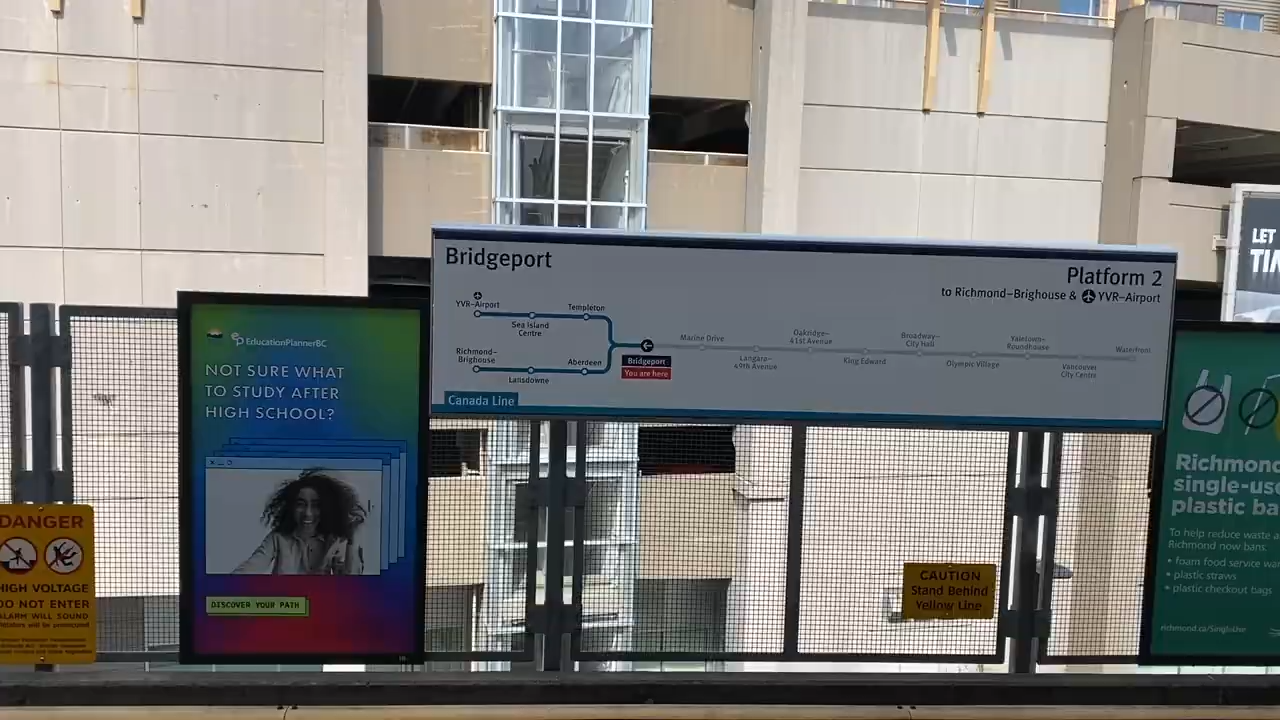 Bridgeport
Platform 2
to Richmond-Brighouse & YVR-Airport
YVR-Airport
Sea Island
Centre
Templeton
Richmond-
Brighouse
Lansdowne
Aberdeen
Bridgeport
You are here
Marine Drive
Langara-
49th Avenue
Oakridge-
41st Avenue
King Edward
Broadway-
City Hall
Olympic Village
Yaletown-
Roundhouse
Vancouver
City Centre
Waterfront
Canada Line
EducationPlannerBC
NOT SURE WHAT
TO STUDY AFTER
HIGH SCHOOL?
DISCOVER YOUR PATH
DANGER
HIGH VOLTAGE
DO NOT ENTER
ALARM WILL SOUND
CAUTION
Stand Behind
Yellow Line
LET
Richmond
single-us
plastic ba
To help reduce waste a
Richmond now bans:
• foam food service wa
• plastic straws
• plastic checkout bags